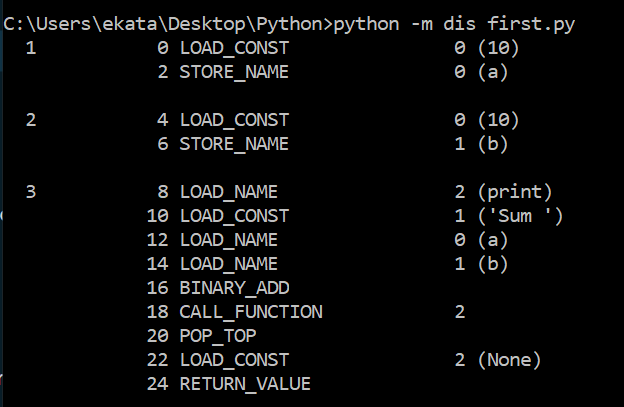 C:\Users\ekata\Desktop\Python>python -m dis first.py
1 0 LOAD_CONST 0 (10)
2 STORE_NAME 0 (a)
2 4 LOAD_CONST 0 (10)
6 STORE_NAME 1 (b)
3 8 LOAD_NAME 2 (print)
10 LOAD_CONST 1 ('Sum ')
12 LOAD_NAME 0 (a)
14 LOAD_NAME 1 (b)
16 BINARY_ADD
18 CALL_FUNCTION 2
20 POP_TOP
22 LOAD_CONST 2 (None)
24 RETURN_VALUE